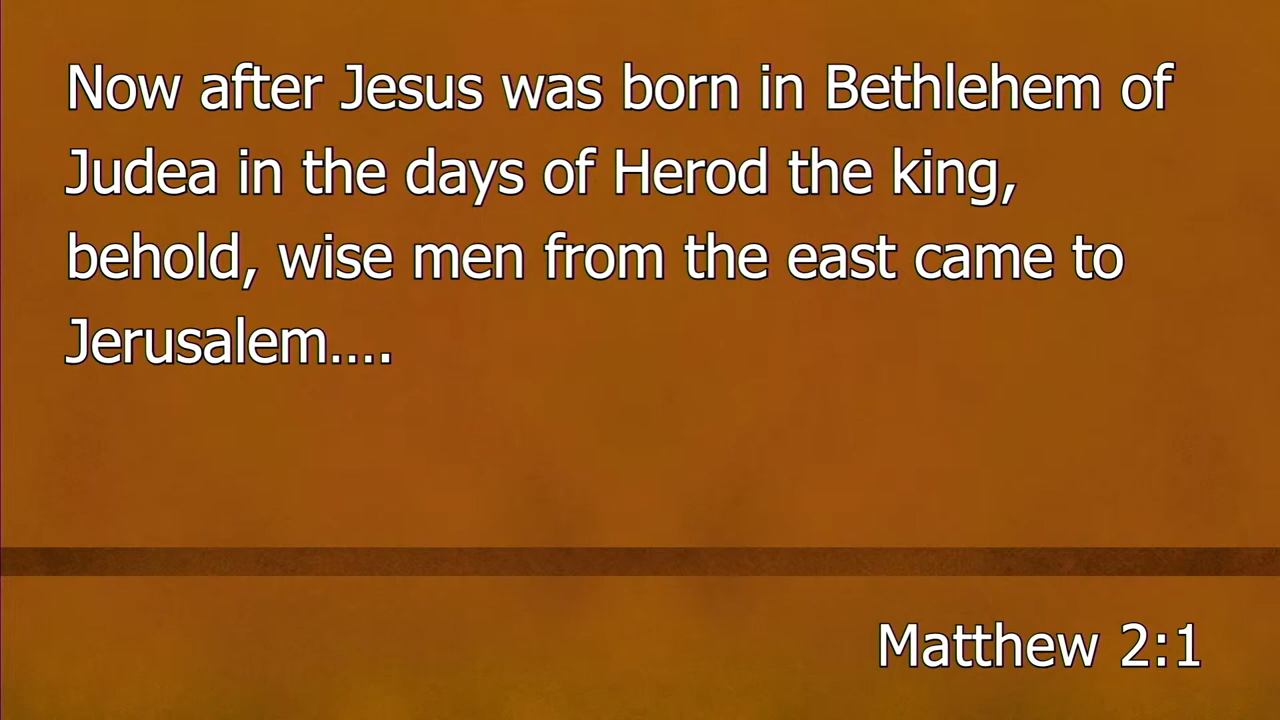 Now after Jesus was born in Bethlehem of
Judea in the days of Herod the king,
behold, wise men from the east came to
Jerusalem....
Matthew 2:1